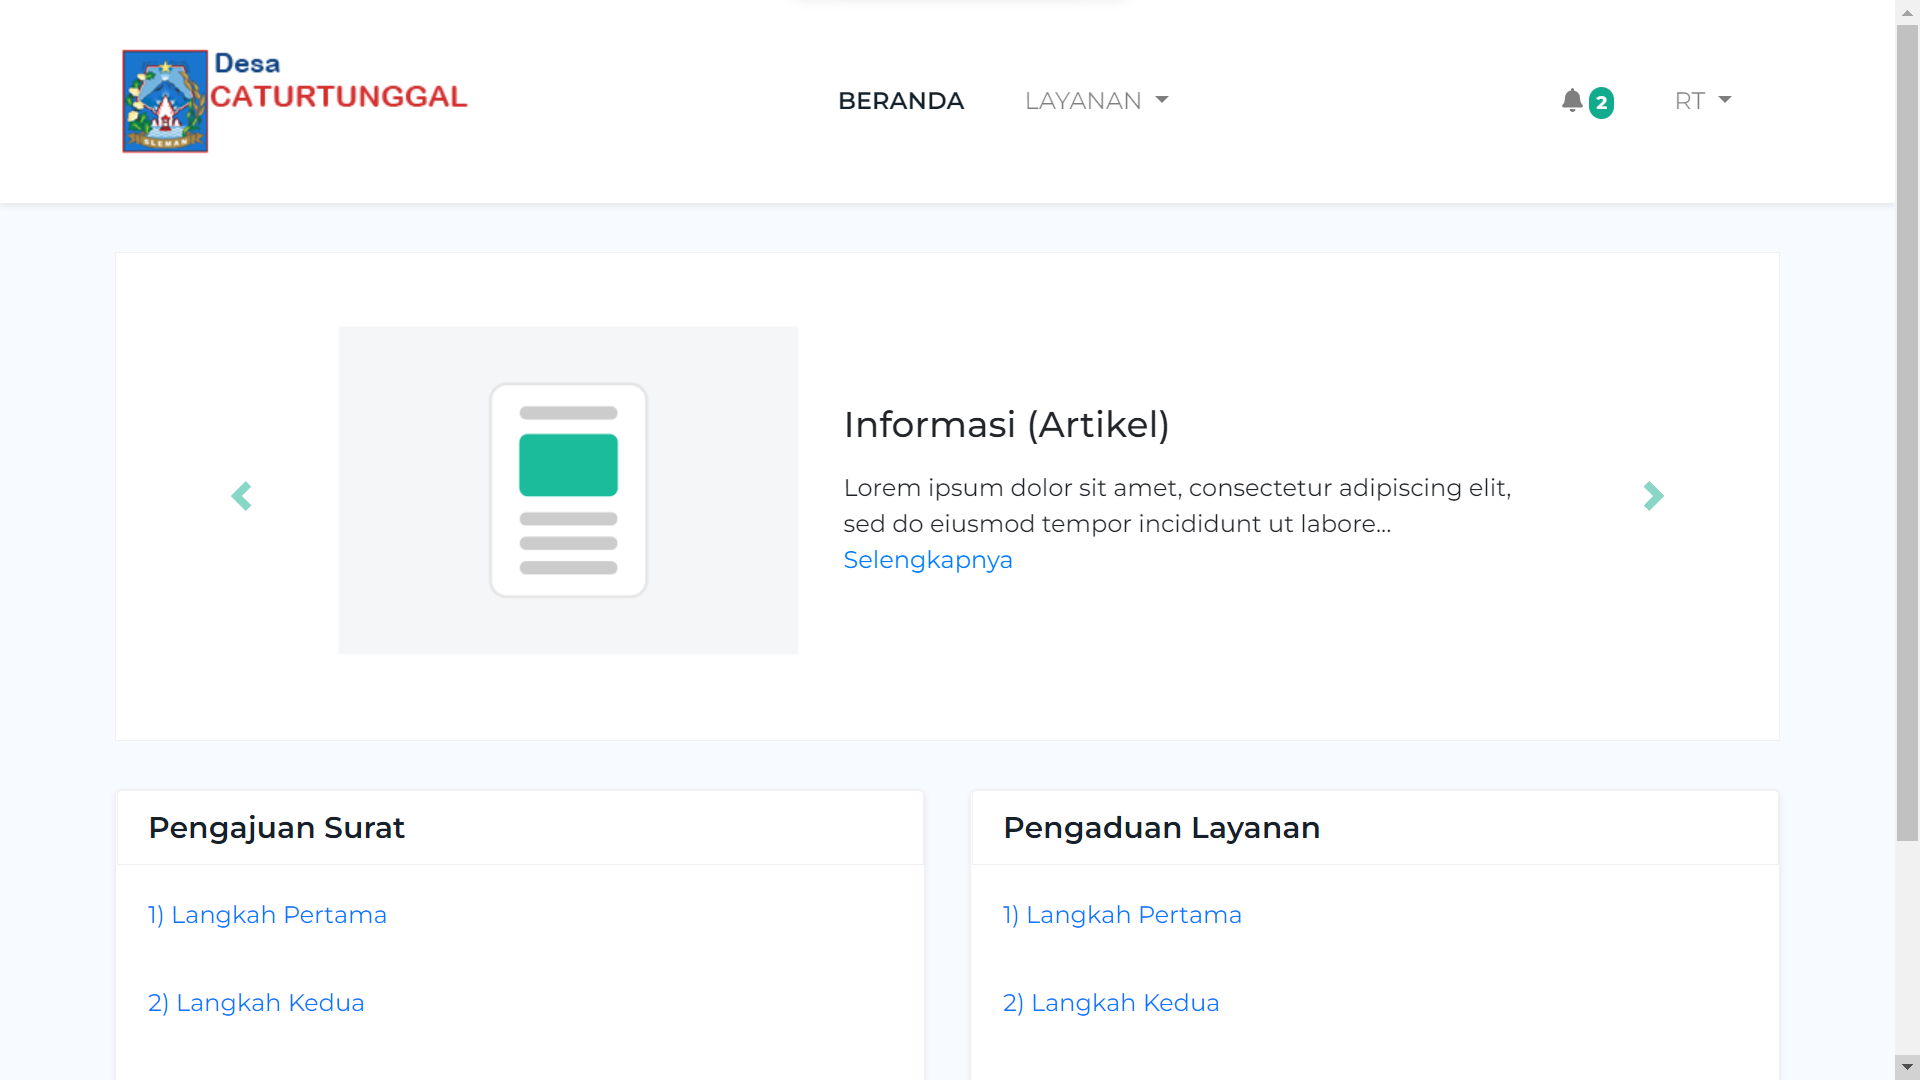 Desa
CATURTUNGGAL
SLEMAN
BERANDA
LAYANAN
2
RT
Informasi (Artikel)
Lorem ipsum dolor sit amet, consectetur adipiscing elit,
sed do eiusmod tempor incididunt ut labore...
Selengkapnya
Pengajuan Surat
1) Langkah Pertama
2) Langkah Kedua
Pengaduan Layanan
1) Langkah Pertama
2) Langkah Kedua